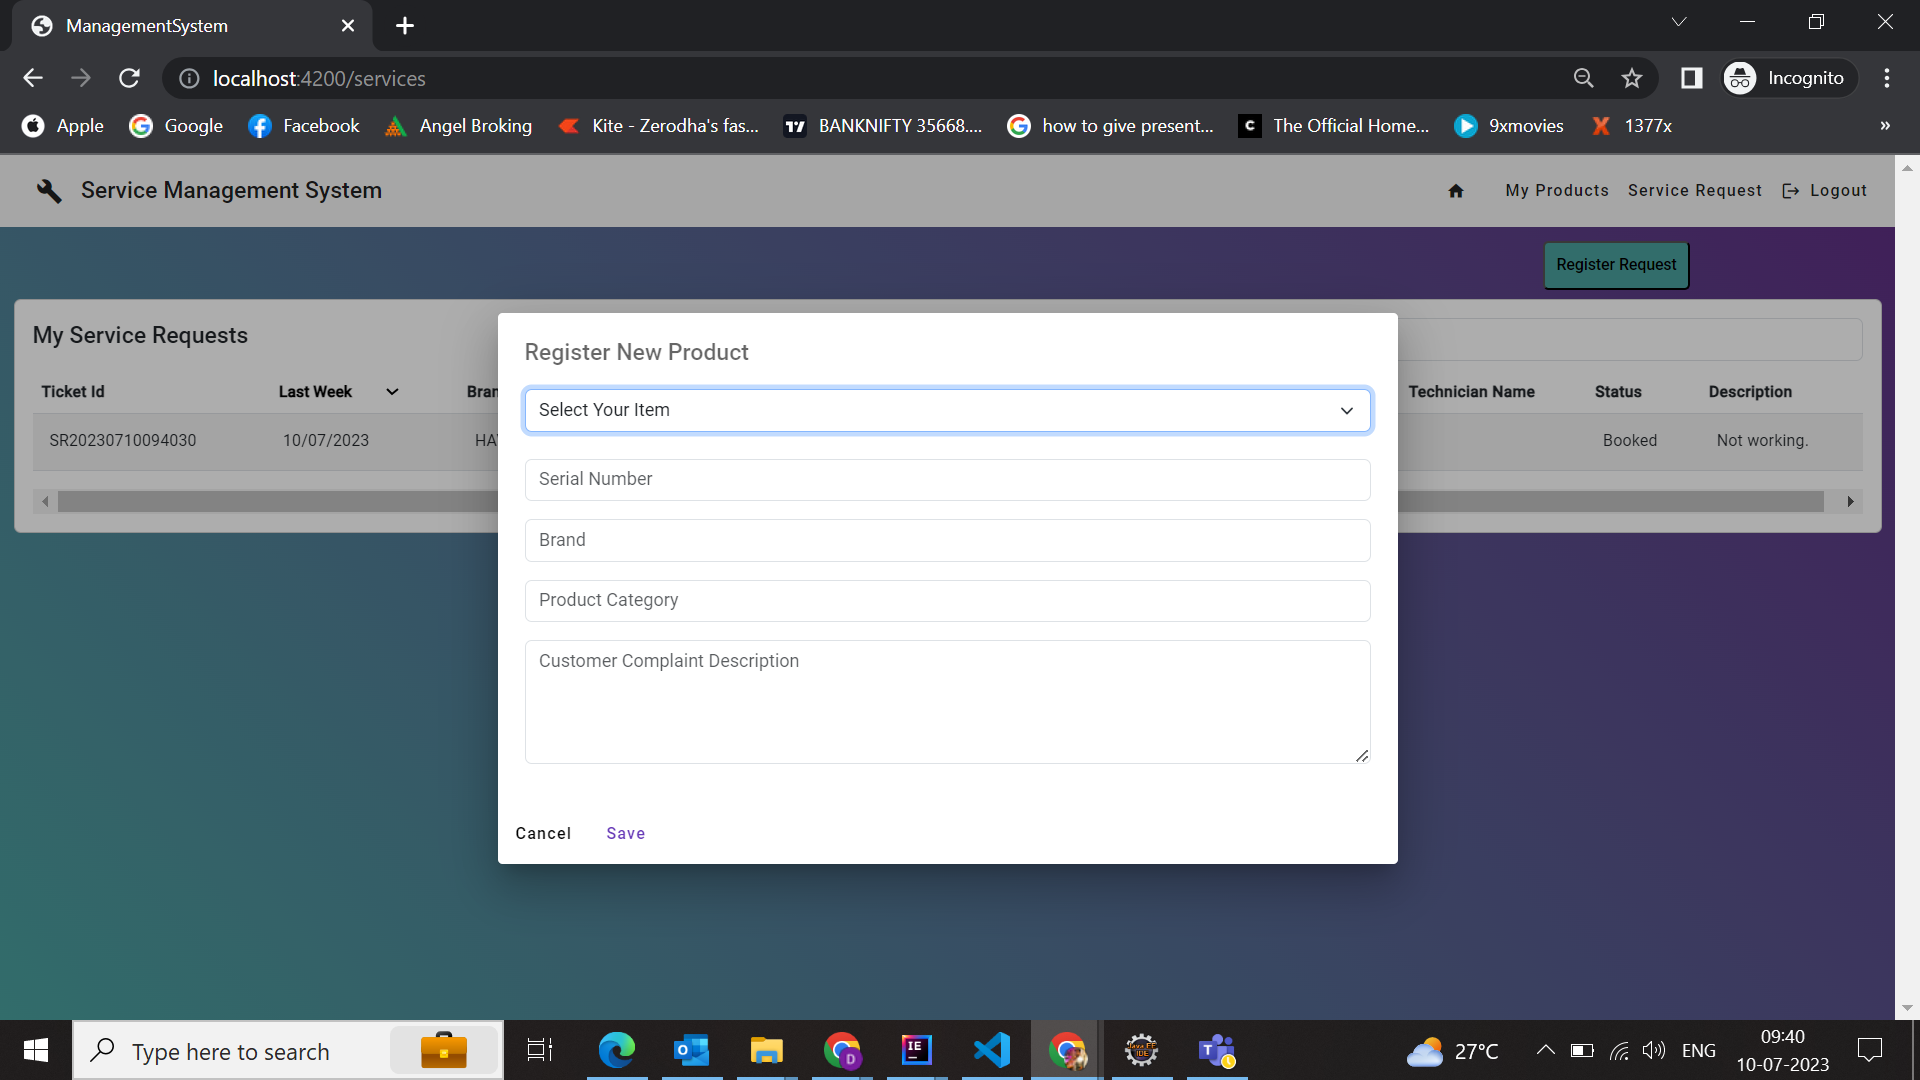 ManagementSystem
localhost:4200/services
Incognito
Apple
Google
Facebook
Angel Broking
Kite - Zerodha's fas...
BANKNIFTY 35668....
how to give present...
The Official Home...
9xmovies
1377x
»
Service Management System
My Products
Service Request
Logout
Register Request
My Service Requests
Ticket Id
Last Week
Bran
Technician Name
Status
Description
SR20230710094030
10/07/2023
HA
Booked
Not working.
Register New Product
Select Your Item
Serial Number
Brand
Product Category
Customer Complaint Description
Cancel
Save
Type here to search
27°C
ENG
09:40
10-07-2023